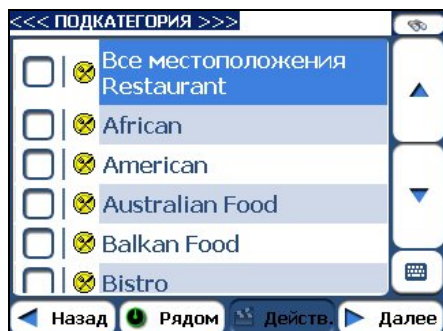 <<< ПОДКАТЕГОРИЯ >>>
Все местоположения
Restaurant
African
American
Australian Food
Balkan Food
Bistro
Назад Рядом Действ. Далее